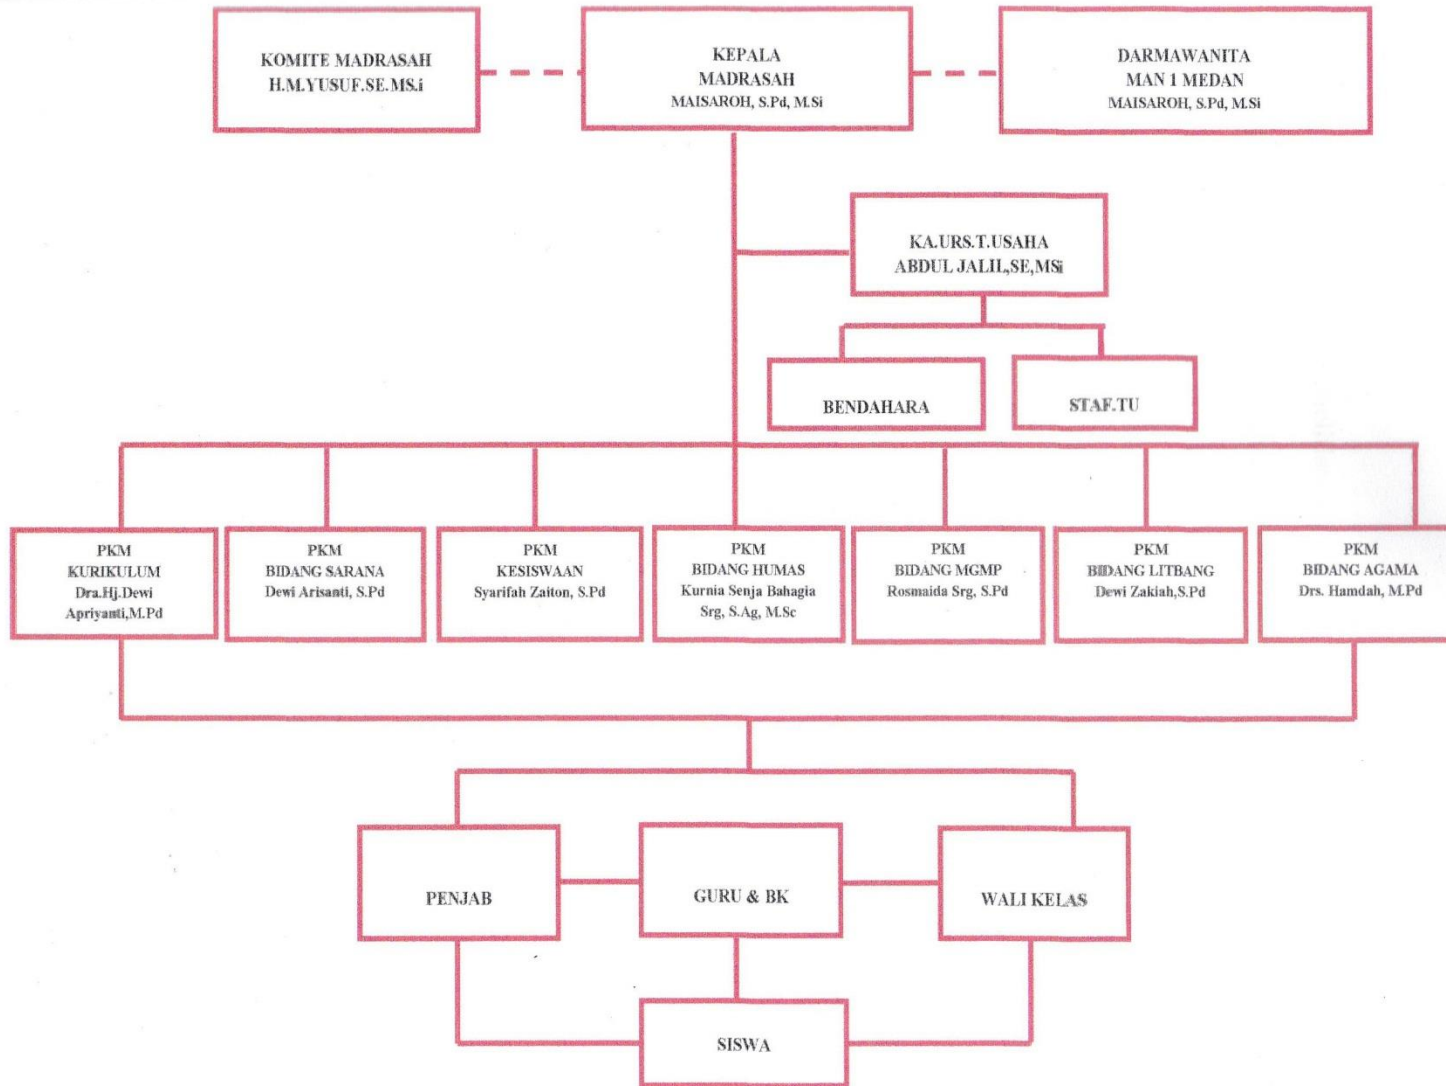 KOMITE MADRASAH
H.M.YUSUF.SE.MS.i
KEPALA
MADRASAH
MAISAROH, S.Pd, M.Si
DARMAWANITA
MAN 1 MEDAN
MAISAROH, S.Pd, M.Si
KA.URS.T.USAHA
ABDUL JALIL,SE,MSi
BENDAHARA
STAF.TU
PKM
KURIKULUM
Dra.Hj.Dewi
Apriyanti,M.Pd
PKM
BIDANG SARANA
Dewi Arisanti, S.Pd
PKM
KESISWAAN
Syarifah Zaiton, S.Pd
PKM
BIDANG HUMAS
Kurnia Senja Bahagia
Srg, S.Ag, M.Sc
PKM
BIDANG MGMP
Rosmaida Srg, S.Pd
PKM
BIDANG LITBANG
Dewi Zakiah,S.Pd
PKM
BIDANG AGAMA
Drs. Hamdah, M.Pd
PENJAB
GURU & BK
WALI KELAS
SISWA